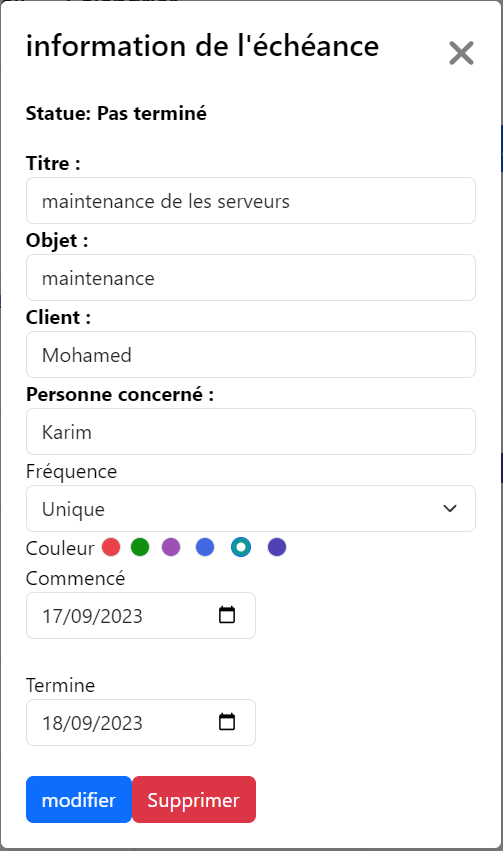 information de l'échéance
Statue: Pas terminé
Titre :
maintenance de les serveurs
Objet :
maintenance
Client :
Mohamed
Personne concerné :
Karim
Fréquence
Unique
Couleur
Commencé
17/09/2023
Termine
18/09/2023
modifier Supprimer